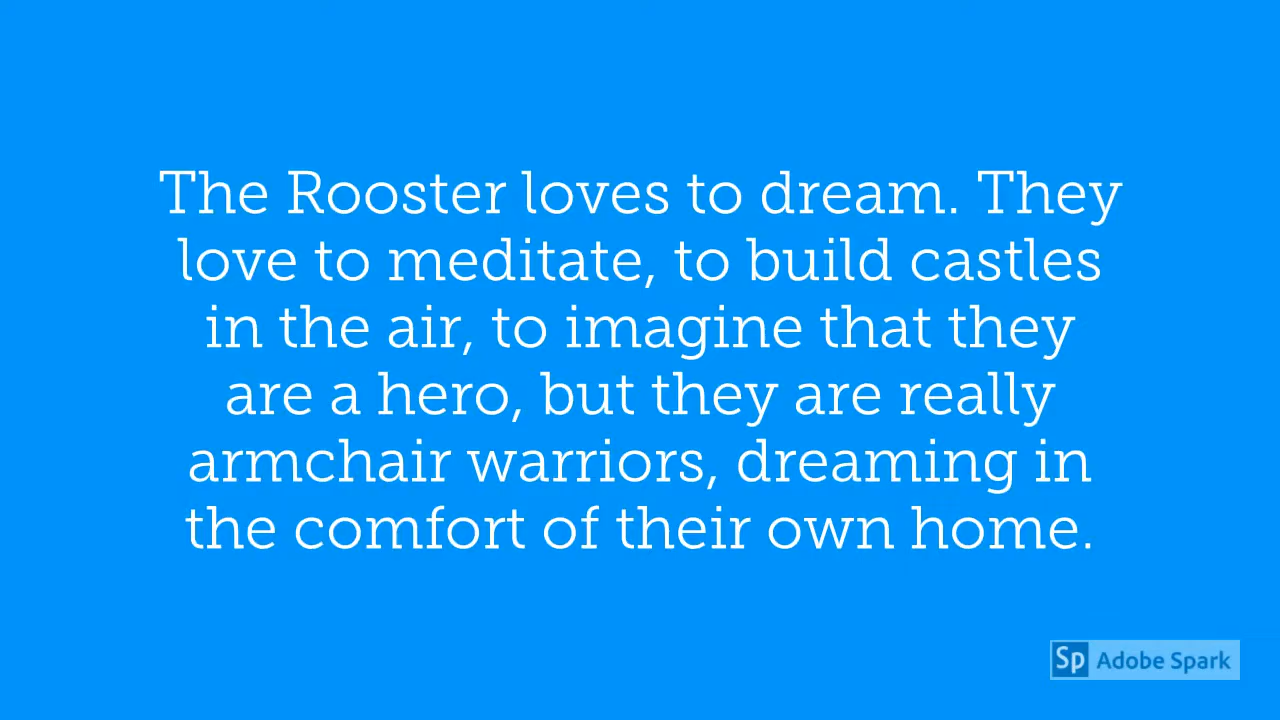 The Rooster loves to dream. They
love to meditate, to build castles
in the air, to imagine that they
are a hero, but they are really
armchair warriors, dreaming in
the comfort of their own home.
Sp Adobe Spark